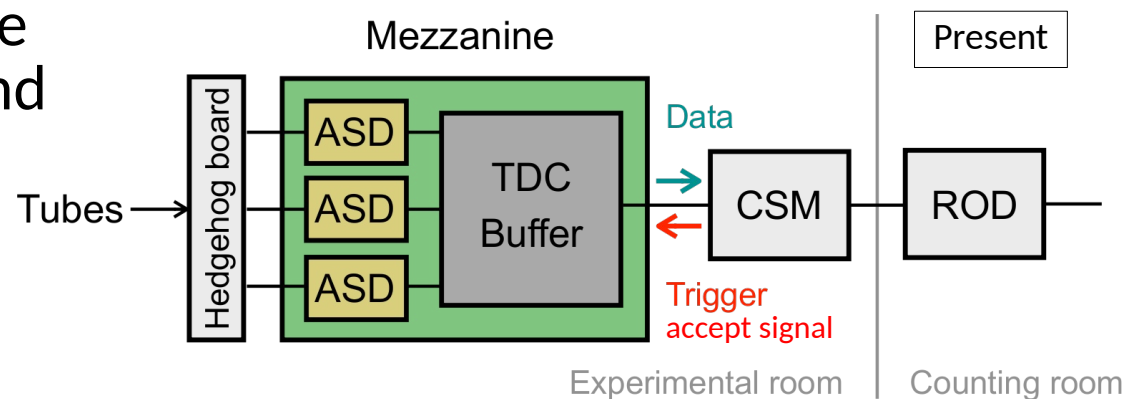 e
nd
Mezzanine
Present
Hedgehog board
ASD
ASD
ASD
TDC
Buffer
Tubes
Data
CSM
ROD
Trigger
accept signal
Experimental room
Counting room